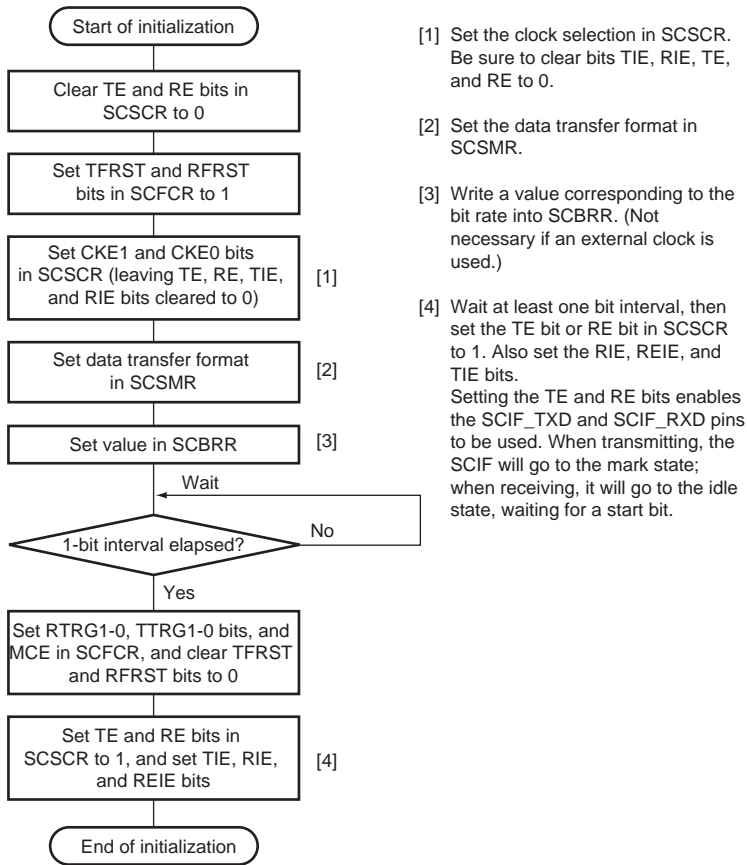 Start of initialization
Clear TE and RE bits in
SCSCR to 0
Set TFRST and RFRST
bits in SCFCR to 1
Set CKE1 and CKE0 bits
in SCSCR (leaving TE, RE, TIE,
and RIE bits cleared to 0)
[1]
Set data transfer format
in SCSMR
[2]
Set value in SCBRR
[3]
Wait
1-bit interval elapsed?
No
Yes
Set RTRG1-0, TTRG1-0 bits, and
MCE in SCFCR, and clear TFRST
and RFRST bits to 0
Set TE and RE bits in
SCSCR to 1, and set TIE, RIE,
and REIE bits
[4]
End of initialization
[1] Set the clock selection in SCSCR.
Be sure to clear bits TIE, RIE, TE,
and RE to 0.
[2] Set the data transfer format in
SCSMR.
[3] Write a value corresponding to the
bit rate into SCBRR. (Not
necessary if an external clock is
used.)
[4] Wait at least one bit interval, then
set the TE bit or RE bit in SCSCR
to 1. Also set the RIE, REIE, and
TIE bits.
Setting the TE and RE bits enables
the SCIF_TXD and SCIF_RXD pins
to be used. When transmitting, the
SCIF will go to the mark state;
when receiving, it will go to the idle
state, waiting for a start bit.